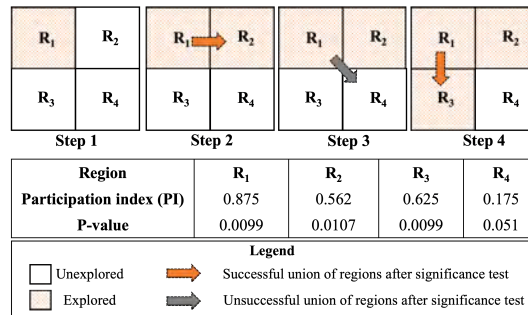 R1 R2 R1 R2 R1 R2 R1 R2
R3 R4 R3 R4 R3 R4 R3 R4
Step 1 Step 2 Step 3 Step 4
Region R1 R2 R3 R4
Participation index (PI) 0.875 0.562 0.625 0.175
P-value 0.0099 0.0107 0.0099 0.051
Legend
Unexplored Successful union of regions after significance test
Explored Unsuccessful union of regions after significance test